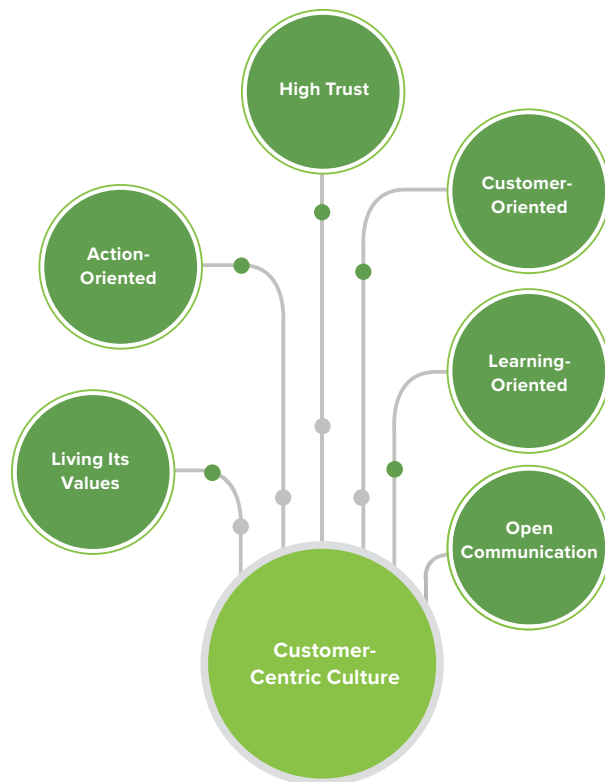 High Trust
Customer-
Oriented
Action-
Oriented
Learning-
Oriented
Living Its
Values
Open
Communication
Customer-
Centric Culture